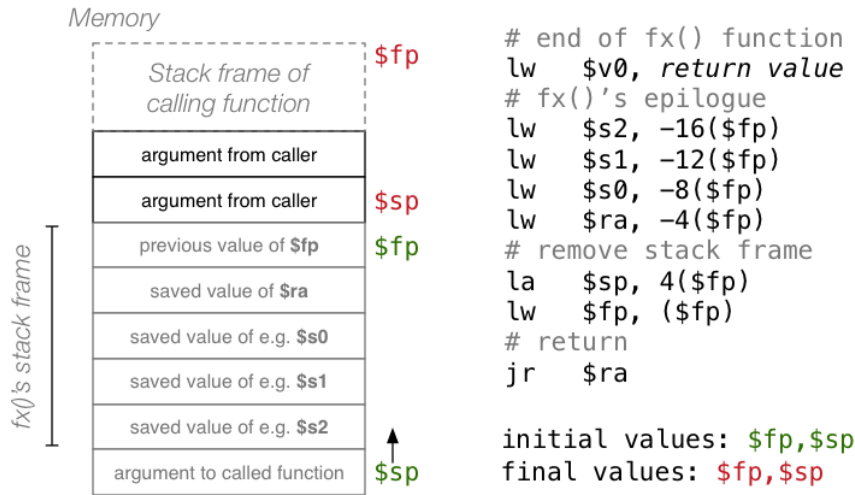 Memory
$fp
Stack frame of
calling function
argument from caller
argument from caller
$sp
previous value of $fp
$fp
saved value of $ra
saved value of e.g. $s0
saved value of e.g. $s1
saved value of e.g. $s2
argument to called function
$sp
fx()'s stack frame
# end of fx() function
lw $v0, return value
# fx()'s epilogue
lw $s2, −16($fp)
lw $s1, −12($fp)
lw $s0, −8($fp)
lw $ra, −4($fp)
# remove stack frame
la $sp, 4($fp)
lw $fp, ($fp)
# return
jr $ra
initial values: $fp,$sp
final values: $fp,$sp